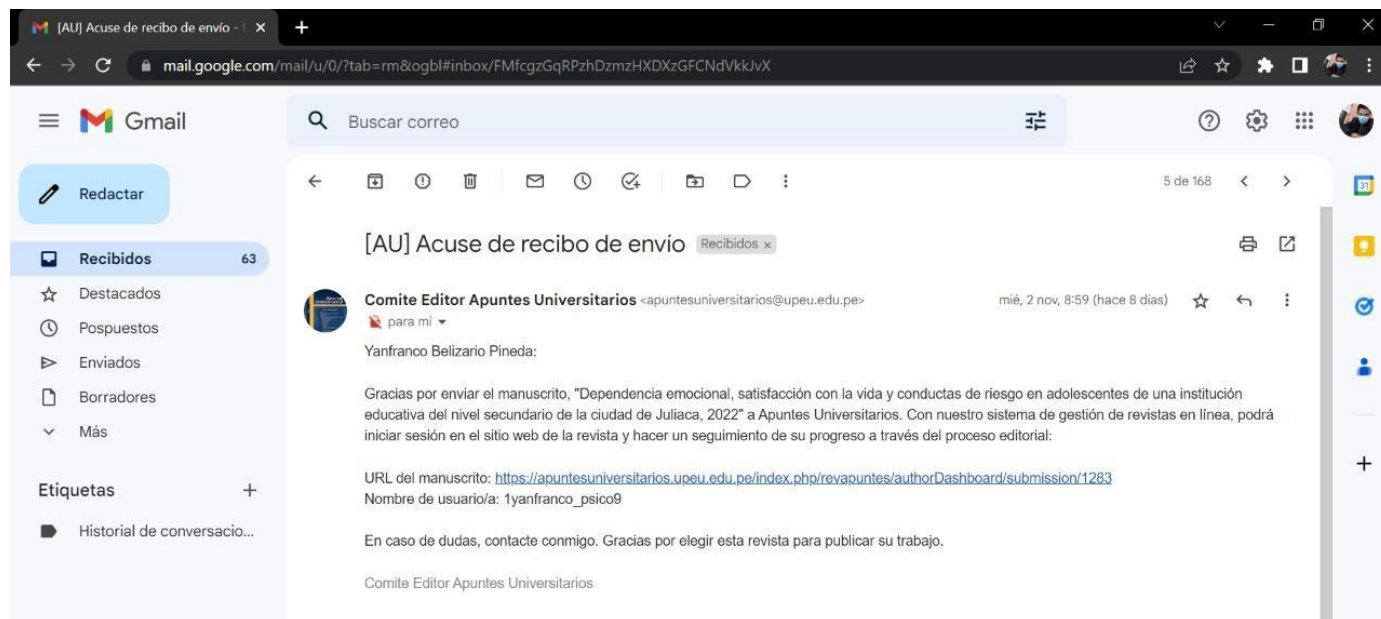 [AU] Acuse de recibo de envío -
mail.google.com/mail/u/0/?tab=rm&ogbl#inbox/FMfcgzGqRPzhDzmzHXDXzGFCNdVkkJvX
Gmail
Buscar correo
Redactar
5 de 168
[AU] Acuse de recibo de envío Recibidos x
Recibidos 63
Destacados
Pospuestos
Enviados
Borradores
Más
Etiquetas +
Historial de conversacio...
Comite Editor Apuntes Universitarios <apuntesuniversitarios@upeu.edu.pe> mié, 2 nov, 8:59 (hace 8 días)
para mí
Yanfranco Belizario Pineda:
Gracias por enviar el manuscrito, "Dependencia emocional, satisfacción con la vida y conductas de riesgo en adolescentes de una institución
educativa del nivel secundario de la ciudad de Juliaca, 2022" a Apuntes Universitarios. Con nuestro sistema de gestión de revistas en línea, podrá
iniciar sesión en el sitio web de la revista y hacer un seguimiento de su progreso a través del proceso editorial:
URL del manuscrito: https://apuntesuniversitarios.upeu.edu.pe/index.php/revapuntes/authorDashboard/submission/1283
Nombre de usuario/a: 1yanfranco_psico9
En caso de dudas, contacte conmigo. Gracias por elegir esta revista para publicar su trabajo.
Comite Editor Apuntes Universitarios
31